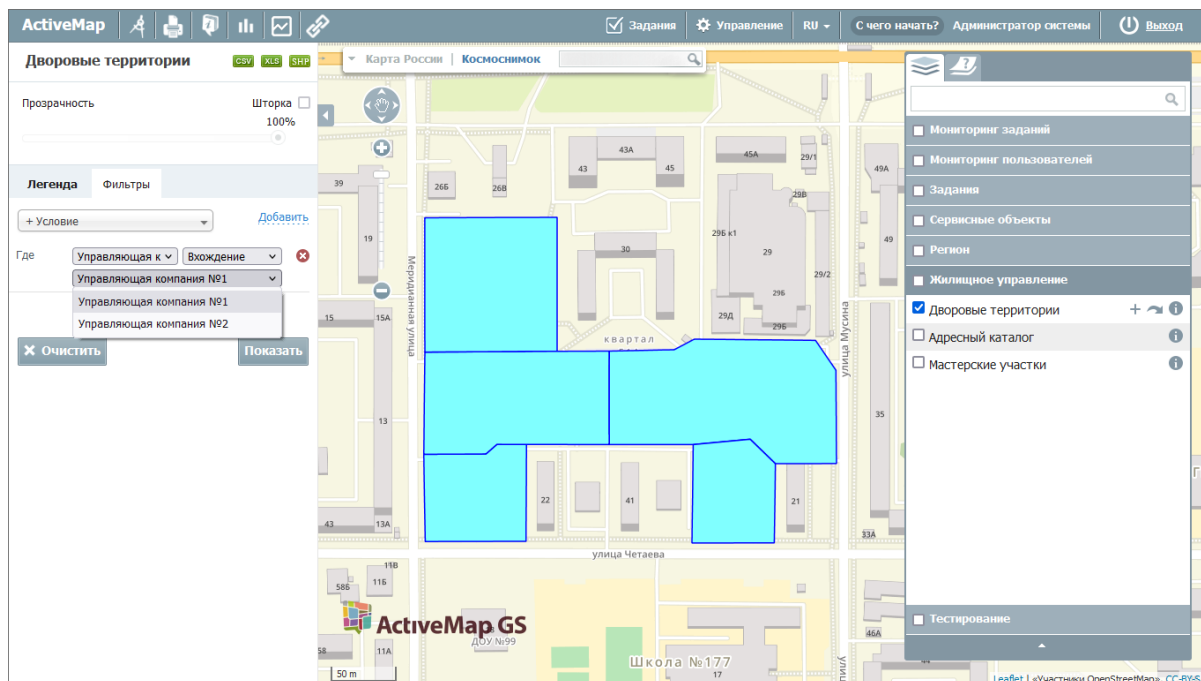 ActiveMap
Задания
Управление
RU
С чего начать?
Администратор системы
Выход
Дворовые территории
CSV XLS SHP
Прозрачность
Шторка
100%
Легенда
Фильтры
+ Условие
Добавить
Где
Управляющая к
Вхождение
Управляющая компания №1
Управляющая компания №1
Управляющая компания №2
Очистить
Показать
Карта России | Космоснимок
43А
43
45
45А
29/1
49А
39
26Б
26В
29В
19
30
29Б к1
29
49
29/2
Меридианная улица
29Б
29Д
29Б
15
15А
квартал
улица Мусина
13
35
22
41
21
43
13А
33А
улица Четаева
11В
58Б
11Б
ActiveMap GS
ДОУ №99
58
11А
Школа №177
17
46А
44
50 m
Мониторинг заданий
Мониторинг пользователей
Задания
Сервисные объекты
Регион
Жилищное управление
Дворовые территории
Адресный каталог
Мастерские участки
Тестирование
Leaflet | «Участники OpenStreetMap», CC-BY-S